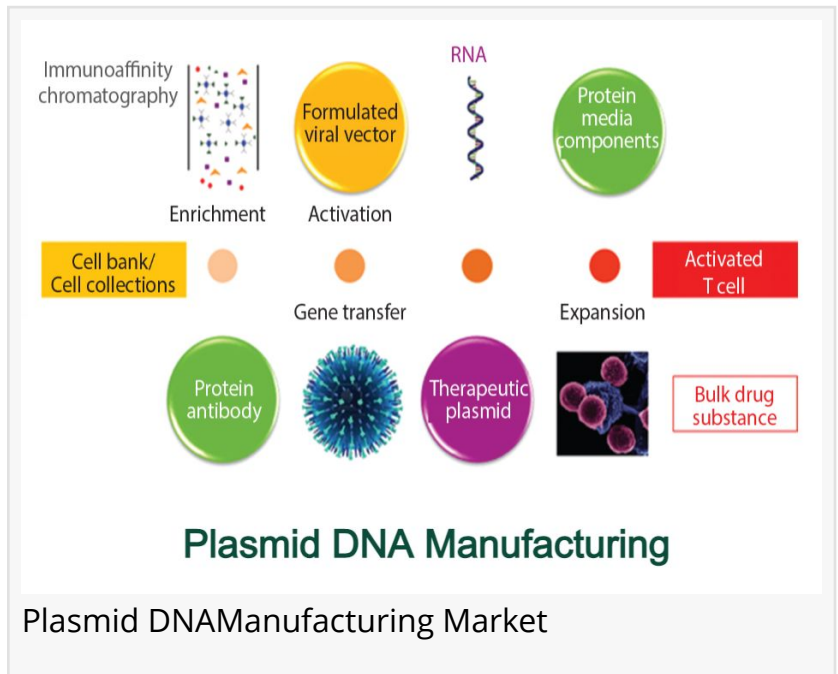 RNA
Immunoaffinity
chromatography
Formulated
viral vector
Protein
media
components
Enrichment
Activation
Cell bank/
Cell collections
Activated
T cell
Gene transfer
Expansion
Protein
antibody
Therapeutic
plasmid
Bulk drug
substance
Plasmid DNA Manufacturing
Plasmid DNAManufacturing Market